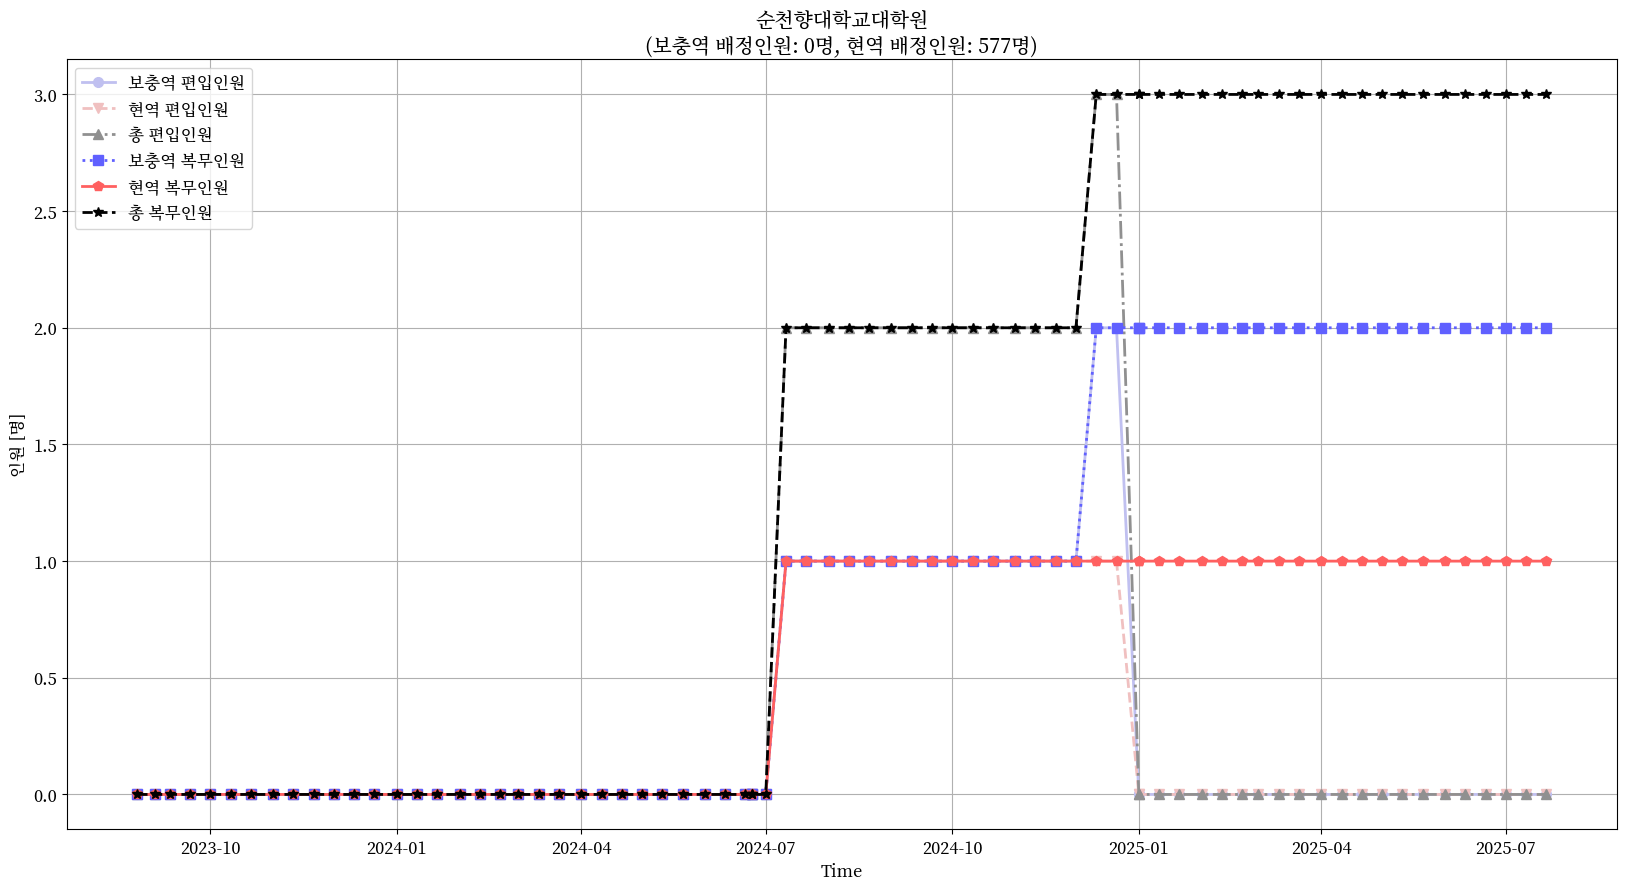 순천향대학교대학원
(보충역 배정인원: 0명, 현역 배정인원: 577명)
보충역 편입인원
현역 편입인원
총 편입인원
보충역 복무인원
현역 복무인원
총 복무인원
3.0
2.5
2.0
1.5
1.0
0.5
0.0
인원 [명]
2023-10 2024-01 2024-04 2024-07 2024-10 2025-01 2025-04 2025-07
Time